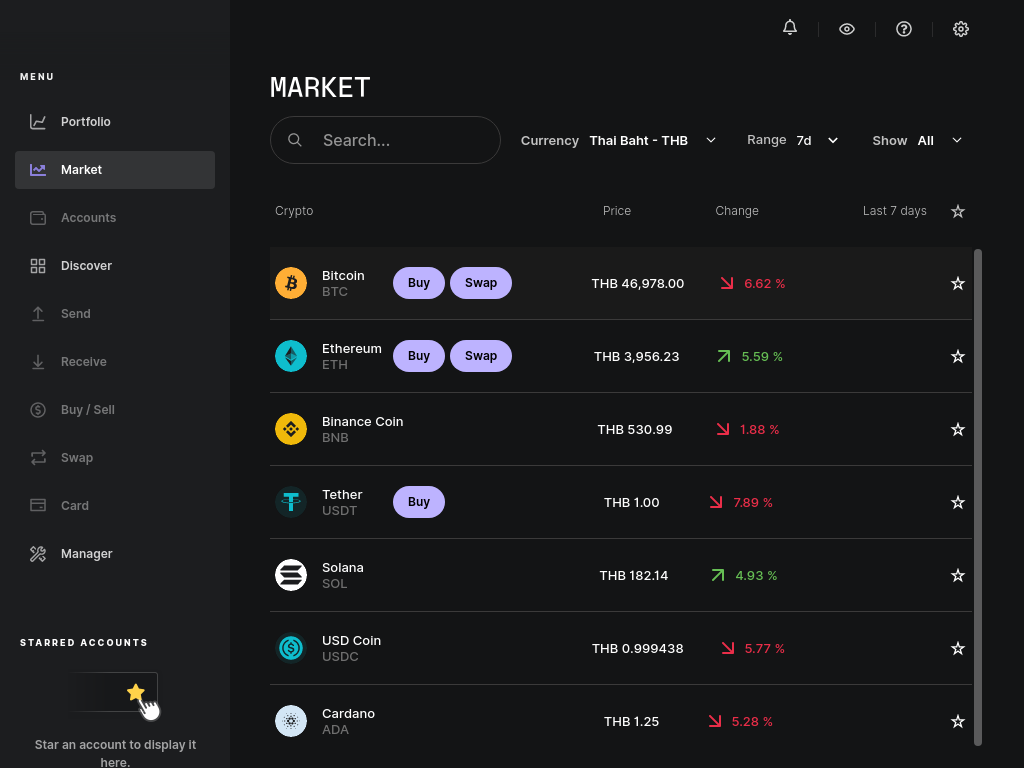 MENU
Portfolio
Market
Accounts
Discover
Send
Receive
Buy / Sell
Swap
Card
Manager
STARRED ACCOUNTS
Star an account to display it
here.
MARKET
Search...
Currency Thai Baht - THB
Range 7d
Show All
Crypto Price Change Last 7 days
Bitcoin
BTC
Buy Swap
THB 46,978.00 6.62 %
Ethereum
ETH
Buy Swap
THB 3,956.23 5.59 %
Binance Coin
BNB
THB 530.99 1.88 %
Tether
USDT
Buy
THB 1.00 7.89 %
Solana
SOL
THB 182.14 4.93 %
USD Coin
USDC
THB 0.999438 5.77 %
Cardano
ADA
THB 1.25 5.28 %